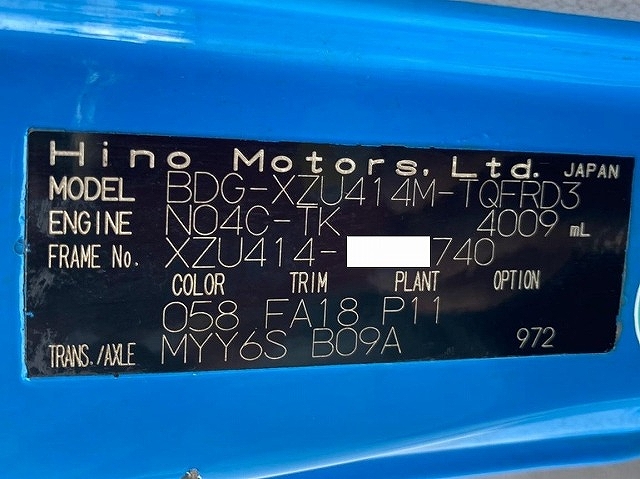 Hino Motors, Ltd. JAPAN
MODEL BDG-XZU414M-TQFRD3
ENGINE N04C-TK 4009 mL
FRAME No. XZU414- 740
COLOR TRIM PLANT OPTION
058 FA18 P11
TRANS./AXLE MYY6S B09A 972